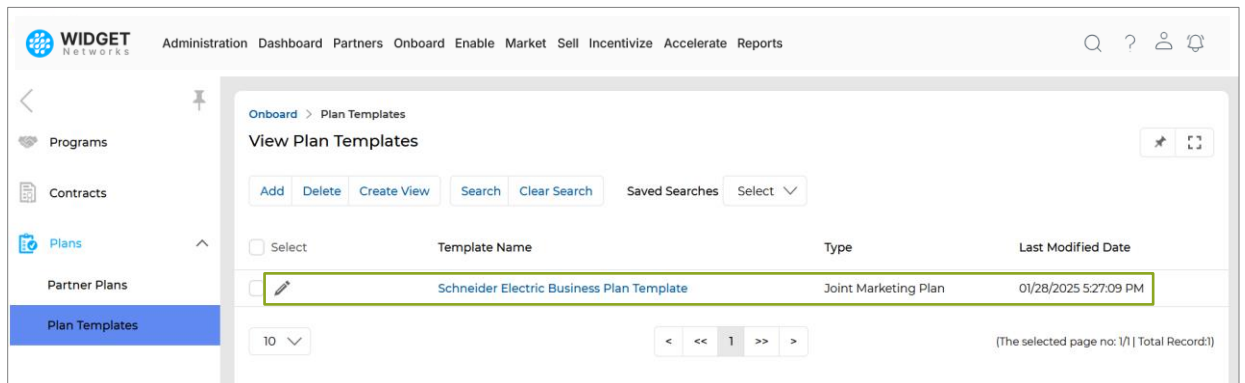 WIDGET
Networks
Administration Dashboard Partners Onboard Enable Market Sell Incentivize Accelerate Reports
?
Programs
Contracts
Plans
Partner Plans
Plan Templates
Onboard > Plan Templates
View Plan Templates
Add Delete Create View Search Clear Search Saved Searches Select
Select Template Name Type Last Modified Date
Schneider Electric Business Plan Template Joint Marketing Plan 01/28/2025 5:27:09 PM
10 < << 1 >> > (The selected page no: 1/1 | Total Record:1)